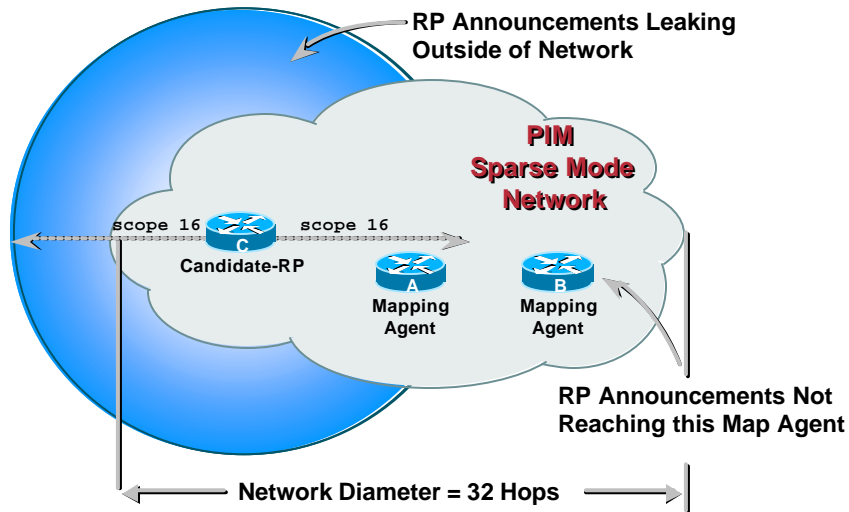 RP Announcements Leaking
Outside of Network
PIM
Sparse Mode
Network
scope 16
scope 16
C
Candidate-RP
A
Mapping
Agent
B
Mapping
Agent
RP Announcements Not
Reaching this Map Agent
Network Diameter = 32 Hops